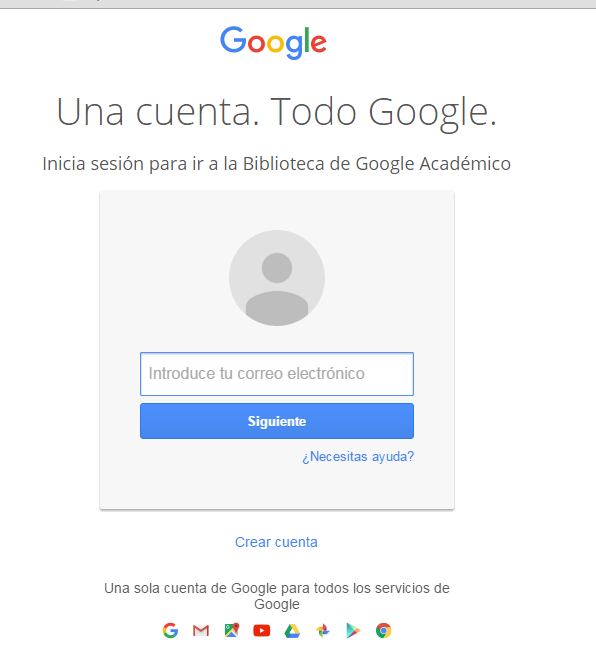 Google
Una cuenta. Todo Google.
Inicia sesión para ir a la Biblioteca de Google Académico
Introduce tu correo electrónico
Siguiente
¿Necesitas ayuda?
Crear cuenta
Una sola cuenta de Google para todos los servicios de
Google